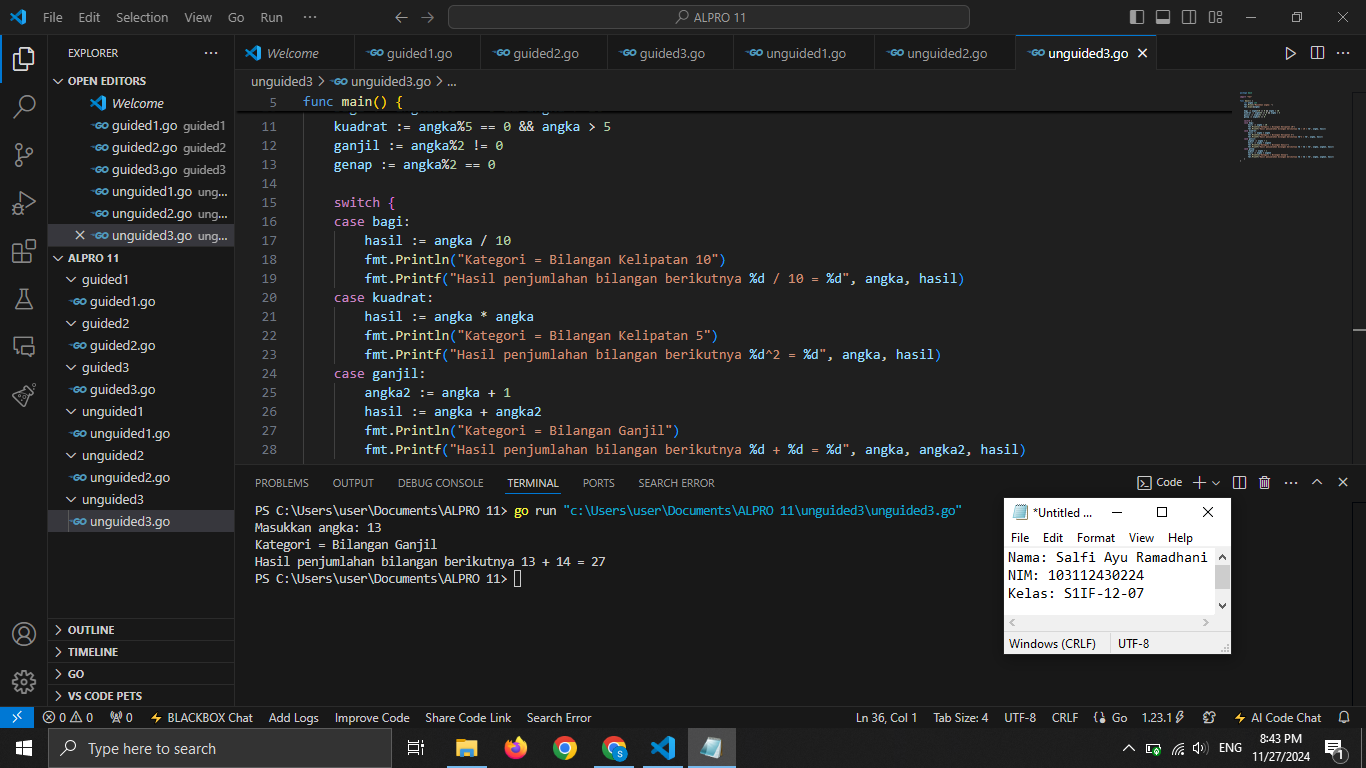 File Edit Selection View Go Run ··· ALPRO 11
EXPLORER ···
OPEN EDITORS
Welcome
guided1.go guided1
guided2.go guided2
guided3.go guided3
unguided1.go ung...
unguided2.go ung...
unguided3.go ung...
ALPRO 11
guided1
guided1.go
guided2
guided2.go
guided3
guided3.go
unguided1
unguided1.go
unguided2
unguided2.go
unguided3
unguided3.go
OUTLINE
TIMELINE
GO
VS CODE PETS
Welcome guided1.go guided2.go guided3.go unguided1.go unguided2.go unguided3.go
unguided3 > unguided3.go > ...
5 func main() {
11 kuadrat := angka%5 == 0 && angka > 5
12 ganjil := angka%2 != 0
13 genap := angka%2 == 0
14
15 switch {
16 case bagi:
17 hasil := angka / 10
18 fmt.Println("Kategori = Bilangan Kelipatan 10")
19 fmt.Printf("Hasil penjumlahan bilangan berikutnya %d / 10 = %d", angka, hasil)
20 case kuadrat:
21 hasil := angka * angka
22 fmt.Println("Kategori = Bilangan Kelipatan 5")
23 fmt.Printf("Hasil penjumlahan bilangan berikutnya %d^2 = %d", angka, hasil)
24 case ganjil:
25 angka2 := angka + 1
26 hasil := angka + angka2
27 fmt.Println("Kategori = Bilangan Ganjil")
28 fmt.Printf("Hasil penjumlahan bilangan berikutnya %d + %d = %d", angka, angka2, hasil)
PROBLEMS OUTPUT DEBUG CONSOLE TERMINAL PORTS SEARCH ERROR Code
PS C:\Users\user\Documents\ALPRO 11> go run "c:\Users\user\Documents\ALPRO 11\unguided3\unguided3.go"
Masukkan angka: 13
Kategori = Bilangan Ganjil
Hasil penjumlahan bilangan berikutnya 13 + 14 = 27
PS C:\Users\user\Documents\ALPRO 11>
*Untitled ...
File Edit Format View Help
Nama: Salfi Ayu Ramadhani
NIM: 103112430224
Kelas: S1IF-12-07
Windows (CRLF) UTF-8
0 0 0 BLACKBOX Chat Add Logs Improve Code Share Code Link Search Error Ln 36, Col 1 Tab Size: 4 UTF-8 CRLF Go 1.23.1 AI Code Chat
Type here to search ENG 8:43 PM
11/27/2024 1